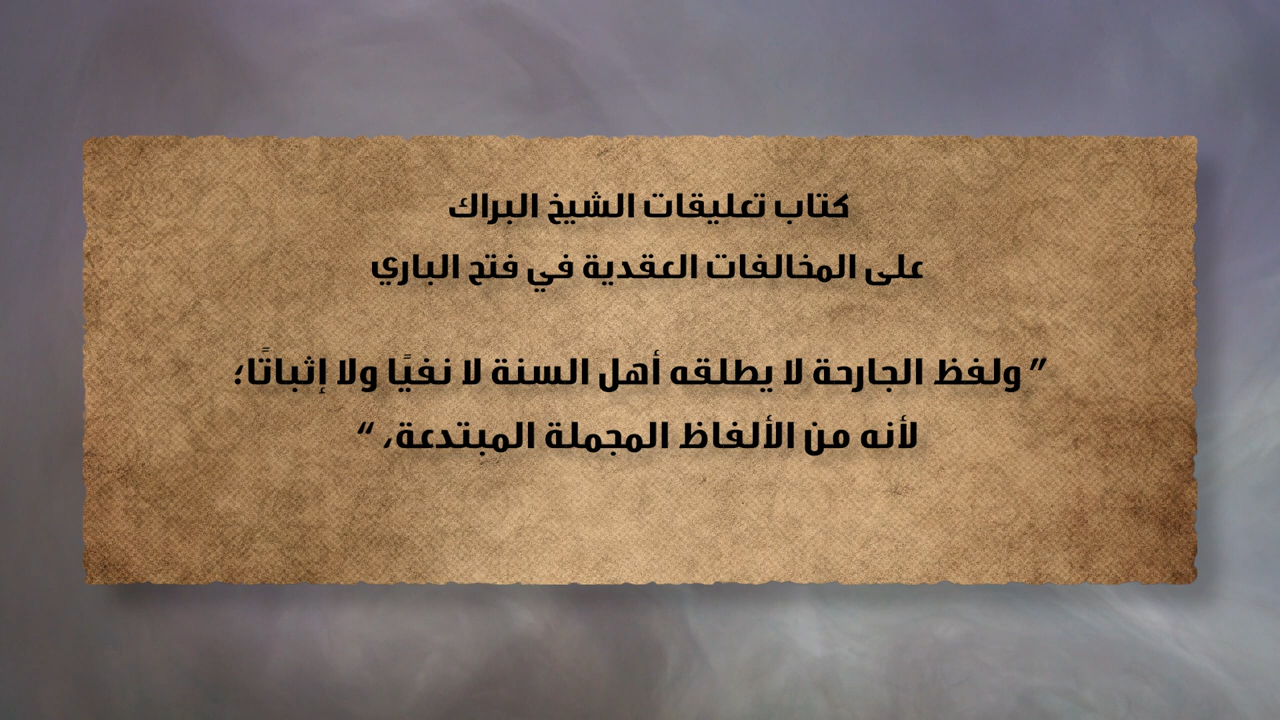 كتاب تعليقات الشيخ البراك
على المخالفات العقدية في فتح الباري
” ولفظ الجارحة لا يطلقه أهل السنة لا نفيًا ولا إثباتًا؛
لأنه من الألفاظ المجملة المبتدعة، “